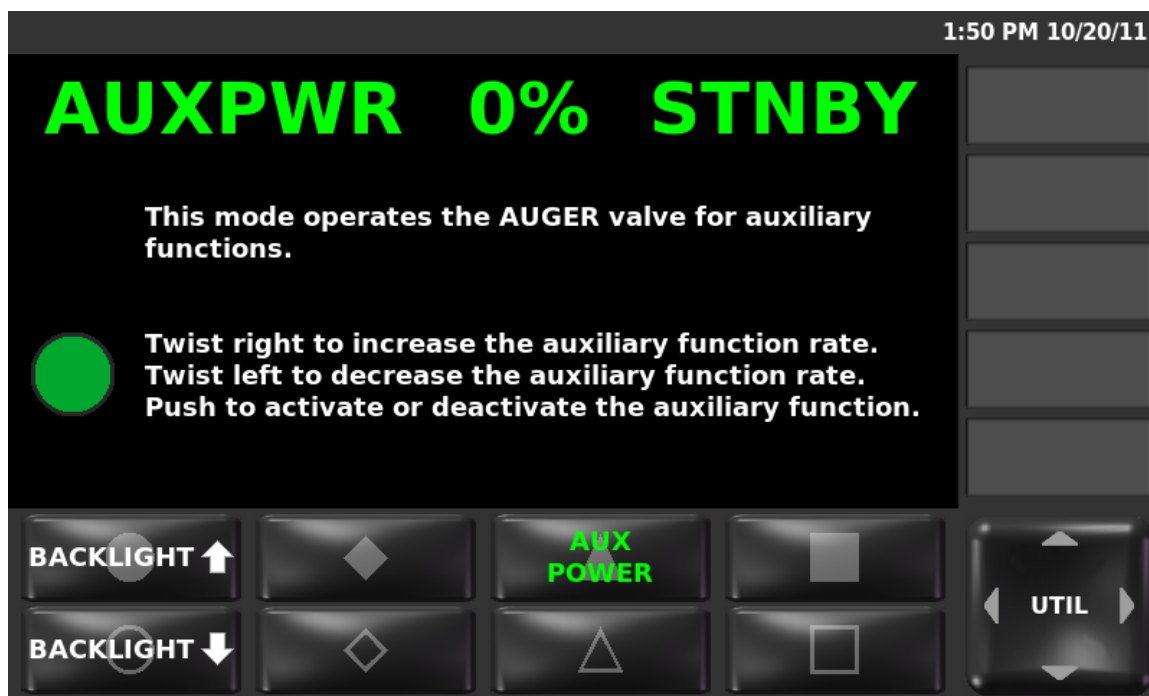 1:50 PM 10/20/11
AUXPWR 0% STNBY
This mode operates the AUGER valve for auxiliary
functions.
Twist right to increase the auxiliary function rate.
Twist left to decrease the auxiliary function rate.
Push to activate or deactivate the auxiliary function.
BACKLIGHT
AUX
POWER
UTIL
BACKLIGHT